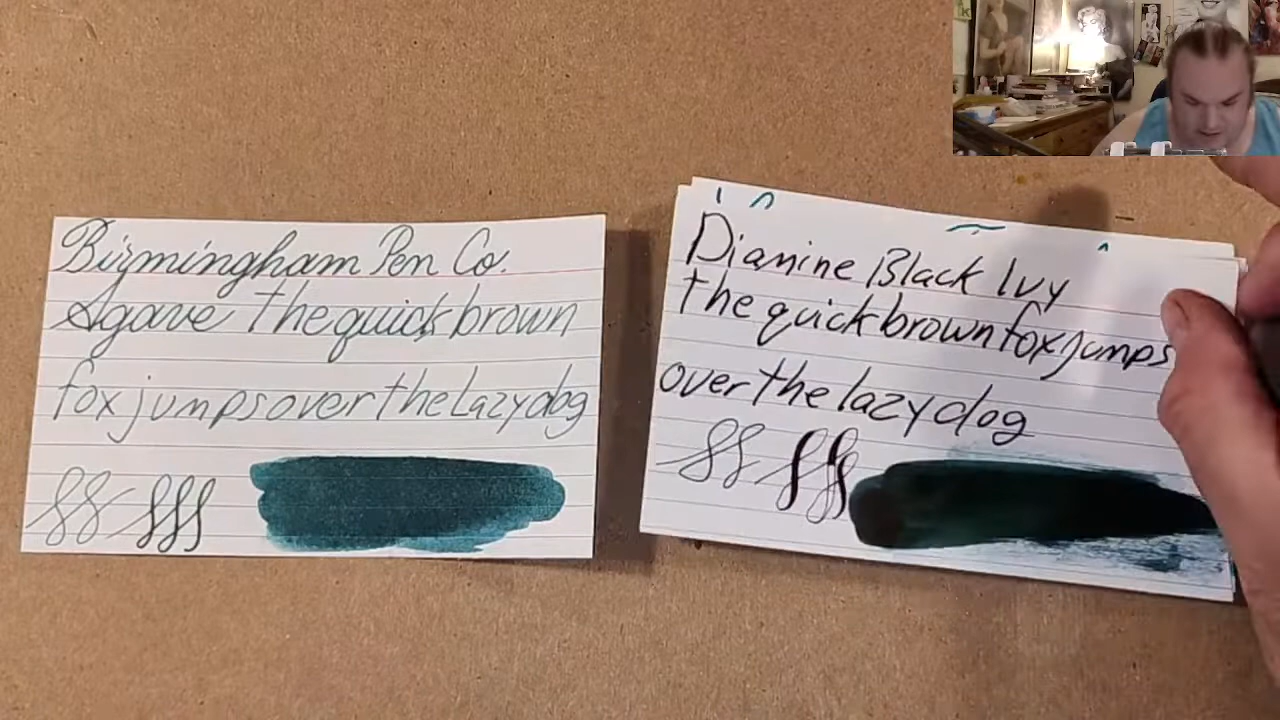 Birmingham Pen Co.
Agave the quick brown
fox jumps over the Lazy dog
Diamine Black Ivy
the quick brown fox jumps
over the lazy dog